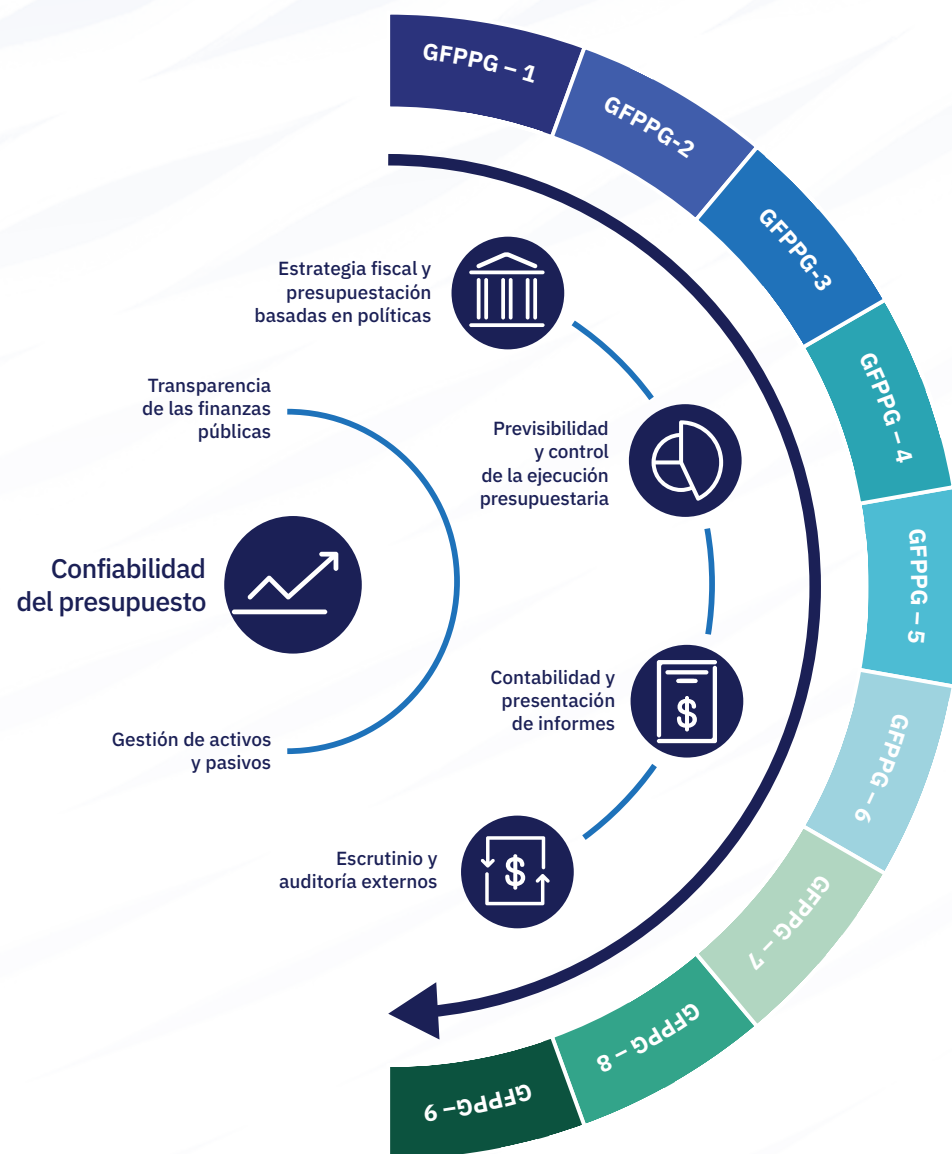 GFPPG – 1
GFPPG-2
GFPPG-3
GFPPG – 4
GFPPG – 5
GFPPG – 6
GFPPG – 7
GFPPG – 8
GFPPG– 9
Estrategia fiscal y
presupuestación
basadas en políticas
Transparencia
de las finanzas
públicas
Previsibilidad
y control
de la ejecución
presupuestaria
Confiabilidad
del presupuesto
Contabilidad y
presentación
de informes
$
Gestión de activos
y pasivos
Escrutinio y
auditoría externos
$